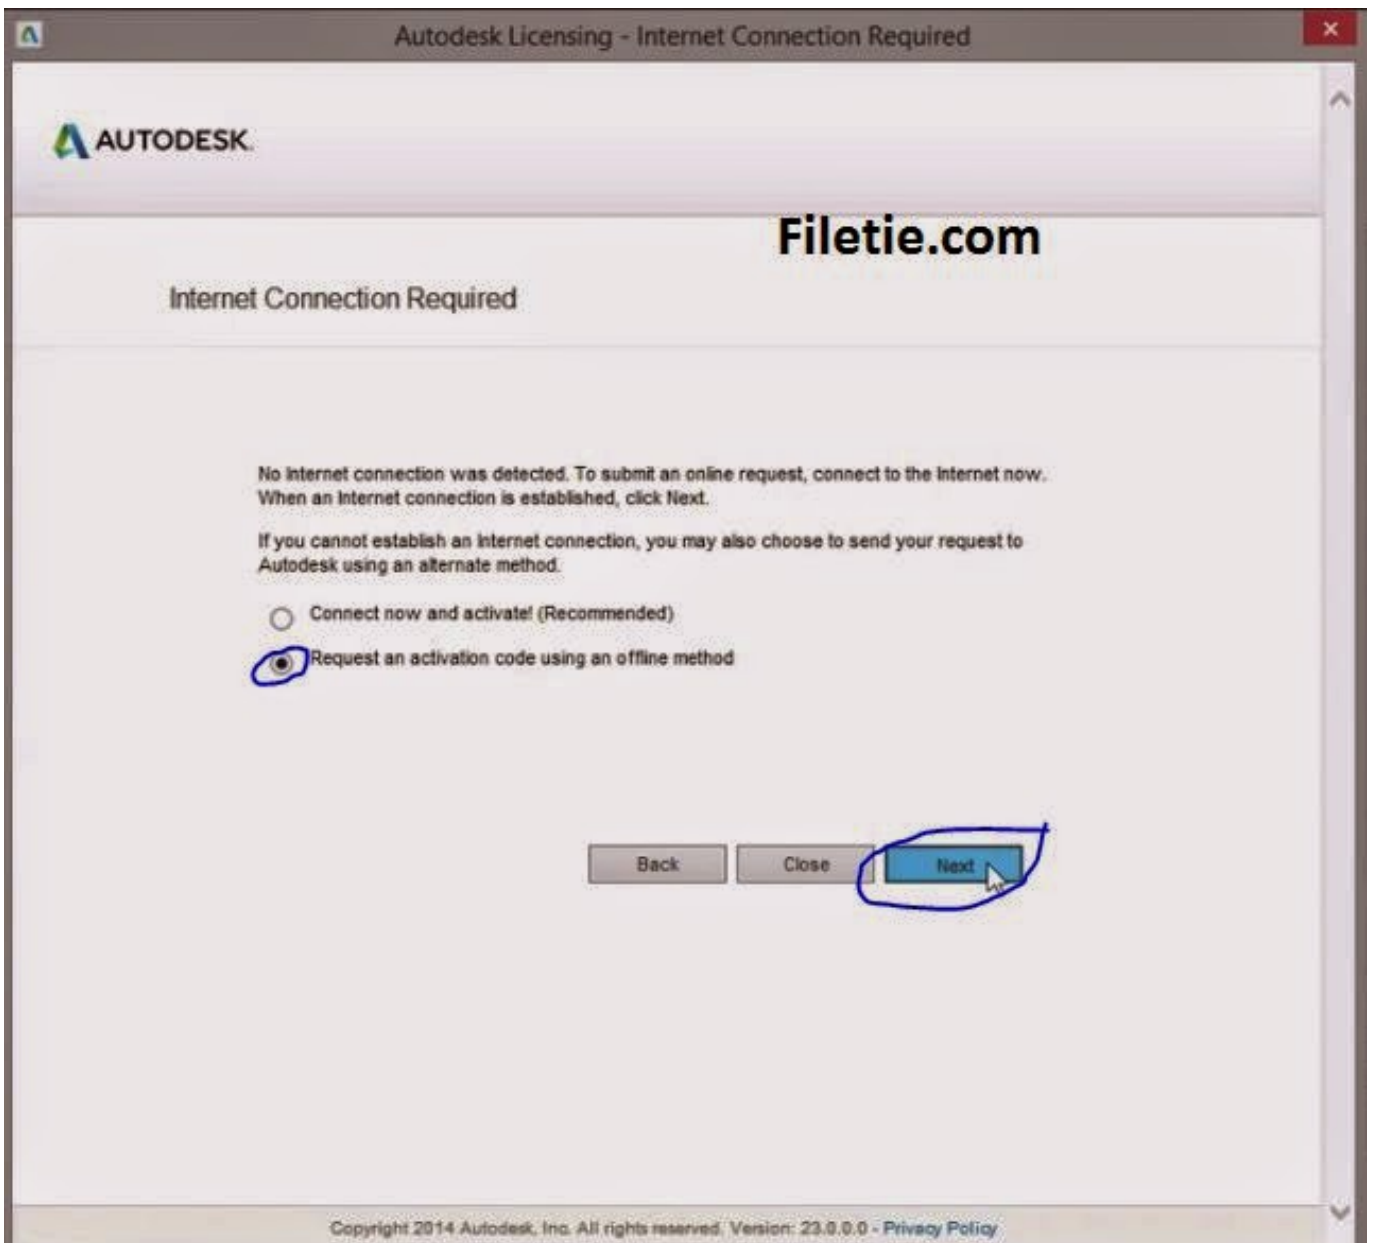 Autodesk Licensing - Internet Connection Required
AUTODESK.
Filetie.com
Internet Connection Required
No Internet connection was detected. To submit an online request, connect to the Internet now.
When an Internet connection is established, click Next.
If you cannot establish an Internet connection, you may also choose to send your request to
Autodesk using an alternate method.
Connect now and activate! (Recommended)
Request an activation code using an offline method
Back Close Next
Copyright 2014 Autodesk, Inc. All rights reserved. Version: 23.0.0.0 - Privacy Policy